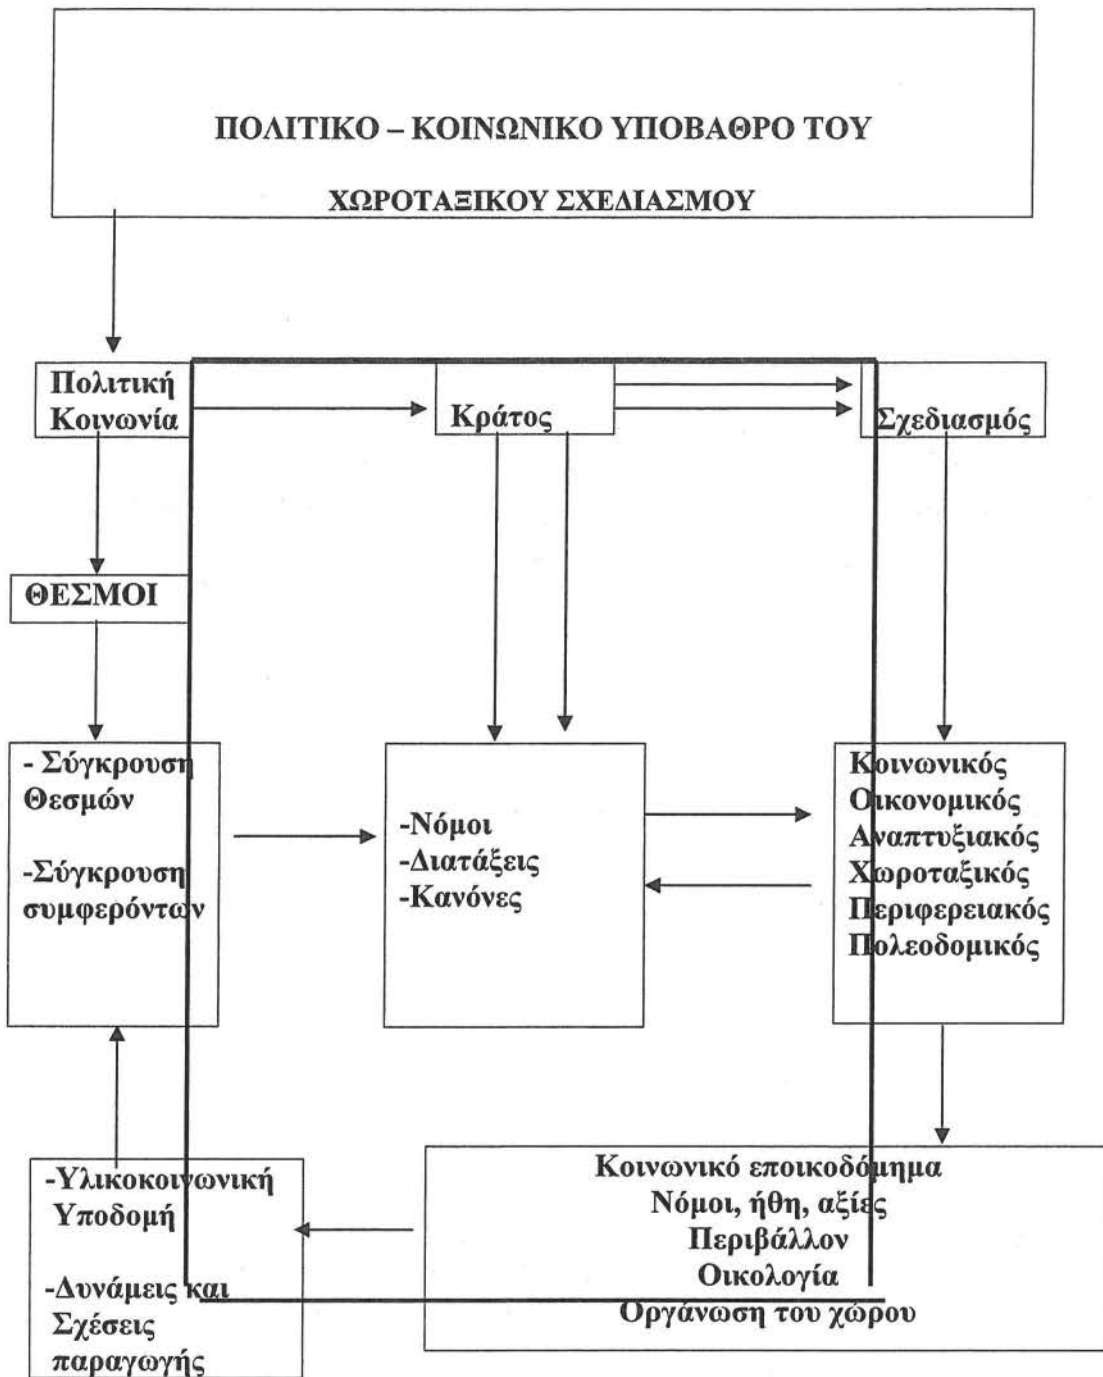 ΠΟΛΙΤΙΚΟ – ΚΟΙΝΩΝΙΚΟ ΥΠΟΒΑΘΡΟ ΤΟΥ
ΧΩΡΟΤΑΞΙΚΟΥ ΣΧΕΔΙΑΣΜΟΥ
Πολιτική
Κοινωνία
Κράτος
Σχεδιασμός
ΘΕΣΜΟΙ
- Σύγκρουση
Θεσμών
-Σύγκρουση
συμφερόντων
-Νόμοι
-Διατάξεις
-Κανόνες
Κοινωνικός
Οικονομικός
Αναπτυξιακός
Χωροταξικός
Περιφερειακός
Πολεοδομικός
-Υλικοκοινωνική
Υποδομή
-Δυνάμεις και
Σχέσεις
παραγωγής
Κοινωνικό εποικοδόμημα
Νόμοι, ήθη, αξίες
Περιβάλλον
Οικολογία
Οργάνωση του χώρου